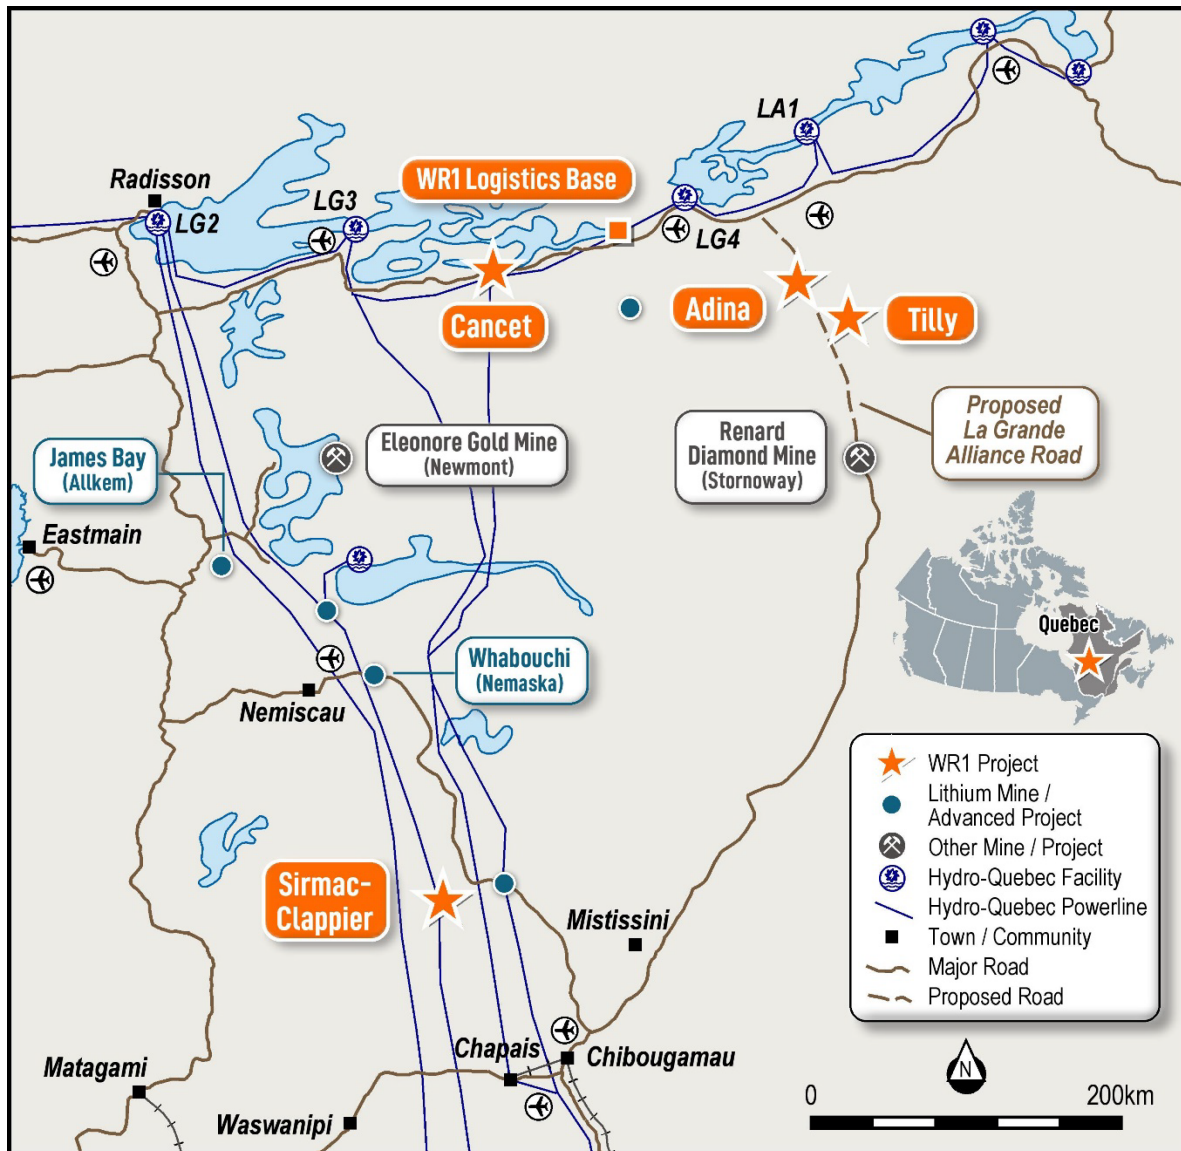 LA1
WR1 Logistics Base
Radisson
LG2
LG3
LG4
Cancet
Adina
Tilly
Proposed
La Grande
Alliance Road
Eleonore Gold Mine
(Newmont)
Renard
Diamond Mine
(Stornoway)
James Bay
(Allkem)
Eastmain
Quebec
Whabouchi
(Nemaska)
Nemiscau
Sirmac-
Clappier
Mistissini
Chapais
Chibougamau
Matagami
Waswanipi
WR1 Project
Lithium Mine /
Advanced Project
Other Mine / Project
Hydro-Quebec Facility
Hydro-Quebec Powerline
Town / Community
Major Road
Proposed Road
N
0
200km